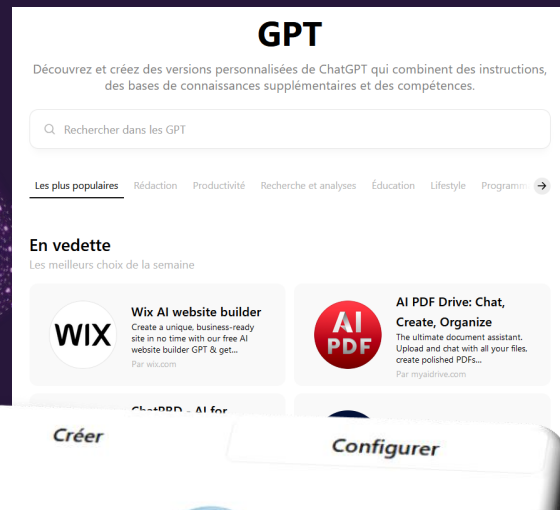 GPT
Découvrez et créez des versions personnalisées de ChatGPT qui combinent des instructions,
des bases de connaissances supplémentaires et des compétences.
Rechercher dans les GPT
Les plus populaires Rédaction Productivité Recherche et analyses Éducation Lifestyle Programm
En vedette
Les meilleurs choix de la semaine
WIX
Wix AI website builder
Create a unique, business-ready
site in no time with our free AI
website builder GPT & get...
Par wix.com
AI
PDF
AI PDF Drive: Chat,
Create, Organize
The ultimate document assistant.
Upload and chat with all your files,
create polished PDFs...
Par myaidrive.com
ChatPRD - AI for
Créer
Configurer